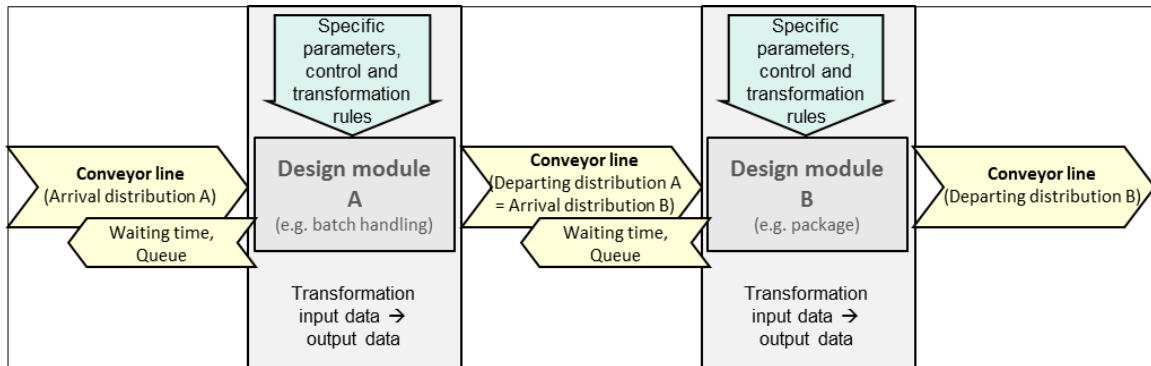 Specific
parameters,
control and
transformation
rules
Specific
parameters,
control and
transformation
rules
Conveyor line
(Arrival distribution A)
Waiting time,
Queue
Design module
A
(e.g. batch handling)
Transformation
input data →
output data
Conveyor line
(Departing distribution A
= Arrival distribution B)
Waiting time,
Queue
Design module
B
(e.g. package)
Transformation
input data →
output data
Conveyor line
(Departing distribution B)